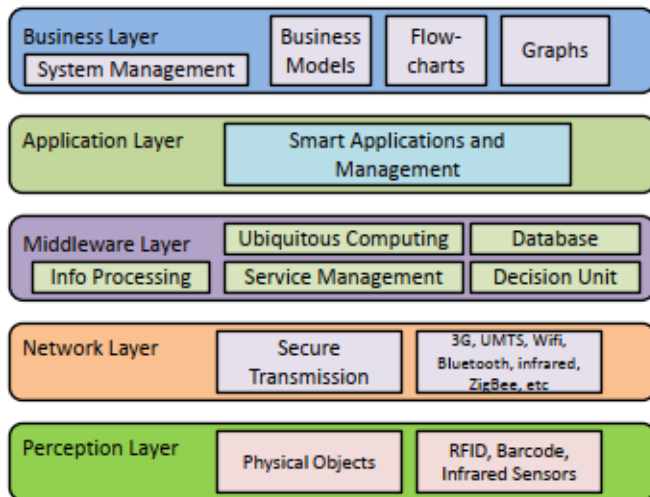 Business Layer
System Management
Business
Models
Flow-
charts
Graphs
Application Layer
Smart Applications and
Management
Middleware Layer
Ubiquitous Computing
Database
Info Processing
Service Management
Decision Unit
Network Layer
Secure
Transmission
3G, UMTS, Wifi,
Bluetooth, infrared,
ZigBee, etc
Perception Layer
Physical Objects
RFID, Barcode,
Infrared Sensors